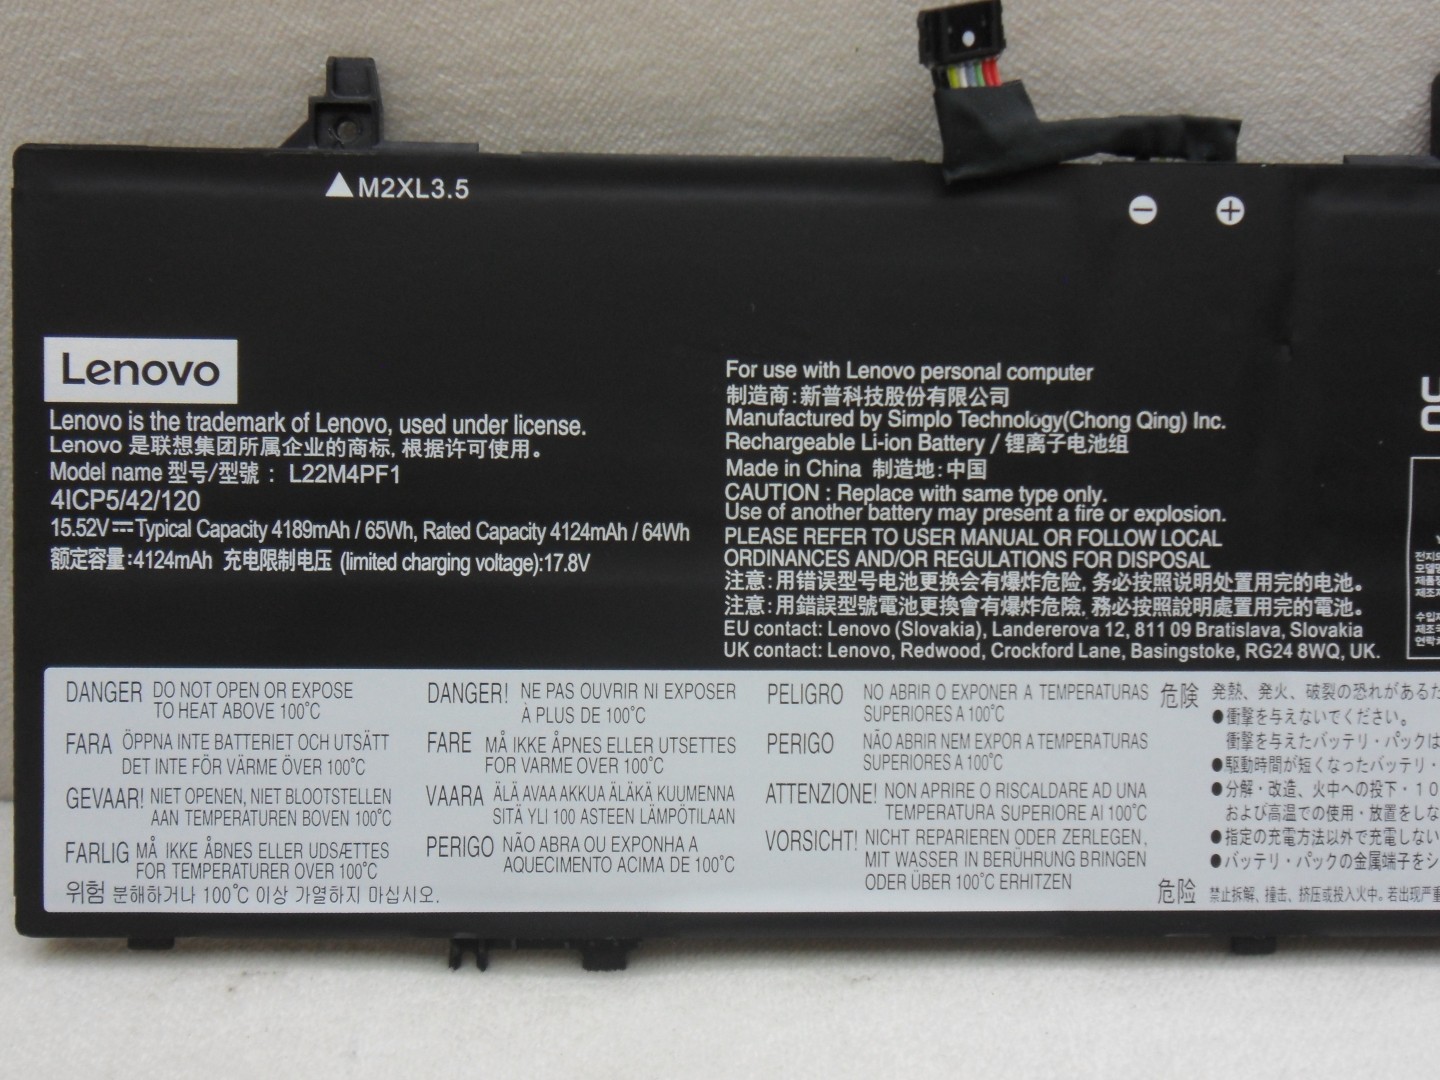 M2XL3.5
Lenovo
Lenovo is the trademark of Lenovo, used under license.
Lenovo 是联想集团所属企业的商标, 根据许可使用。
Model name 型号/型號 : L22M4PF1
4ICP5/42/120
15.52V⎓Typical Capacity 4189mAh / 65Wh, Rated Capacity 4124mAh / 64Wh
额定容量:4124mAh 充电限制电压 (limited charging voltage):17.8V
For use with Lenovo personal computer
制造商:新普科技股份有限公司
Manufactured by Simplo Technology(Chong Qing) Inc.
Rechargeable Li-ion Battery / 锂离子电池组
Made in China 制造地:中国
CAUTION : Replace with same type only.
Use of another battery may present a fire or explosion.
PLEASE REFER TO USER MANUAL OR FOLLOW LOCAL
ORDINANCES AND/OR REGULATIONS FOR DISPOSAL
注意:用错误型号电池更换会有爆炸危险, 务必按照说明处置用完的电池。
注意:用錯誤型號電池更換會有爆炸危險, 務必按照說明處置用完的電池。
EU contact: Lenovo (Slovakia), Landererova 12, 811 09 Bratislava, Slovakia
UK contact: Lenovo, Redwood, Crockford Lane, Basingstoke, RG24 8WQ, UK.
DANGER DO NOT OPEN OR EXPOSE
TO HEAT ABOVE 100°C
FARA ÖPPNA INTE BATTERIET OCH UTSÄTT
DET INTE FÖR VÄRME ÖVER 100°C
GEVAAR! NIET OPENEN, NIET BLOOTSTELLEN
AAN TEMPERATUREN BOVEN 100°C
FARLIG MÅ IKKE ÅBNES ELLER UDSÆTTES
FOR TEMPERATURER OVER 100°C
위험 분해하거나 100°C 이상 가열하지 마십시오.
DANGER! NE PAS OUVRIR NI EXPOSER
À PLUS DE 100°C
FARE MÅ IKKE ÅPNES ELLER UTSETTES
FOR VARME OVER 100°C
VAARA ÄLÄ AVAA AKKUA ÄLÄKÄ KUUMENNA
SITÄ YLI 100 ASTEEN LÄMPÖTILAAN
PERIGO NÃO ABRA OU EXPONHA A
AQUECIMENTO ACIMA DE 100°C
PELIGRO NO ABRIR O EXPONER A TEMPERATURAS
SUPERIORES A 100°C
PERIGO NÃO ABRIR NEM EXPOR A TEMPERATURAS
SUPERIORES A 100°C
ATTENZIONE! NON APRIRE O RISCALDARE AD UNA
TEMPERATURA SUPERIORE AI 100°C
VORSICHT! NICHT REPARIEREN ODER ZERLEGEN,
MIT WASSER IN BERÜHRUNG BRINGEN
ODER ÜBER 100°C ERHITZEN
危険 発熱、発火、破裂の恐れがあるた
●衝撃を与えないでください。
衝撃を与えたバッテリ・パックは
●駆動時間が短くなったバッテリ・
●分解・改造、火中への投下・10
および高温での使用・放置をしな
●指定の充電方法以外で充電しない
●バッテリ・パックの金属端子をシ
危险 禁止拆解、撞击、挤压或投入火中。若出现严重